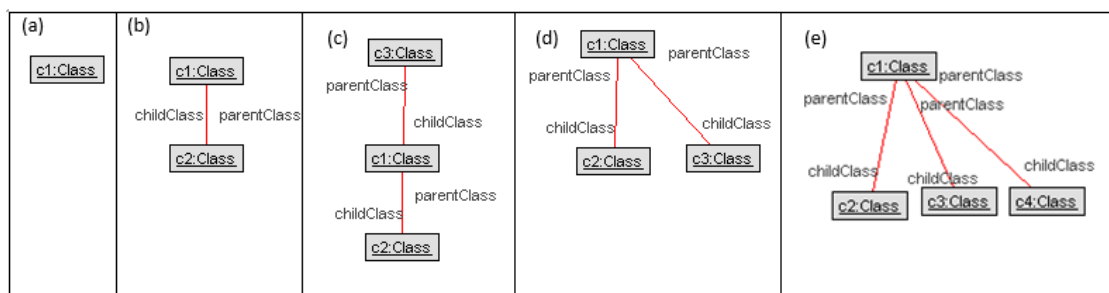 (a)
c1:Class
(b)
c1:Class
childClass parentClass
c2:Class
(c)
c3:Class
parentClass
childClass
c1:Class
parentClass
childClass
c2:Class
(d)
c1:Class
parentClass
parentClass
childClass
childClass
c2:Class c3:Class
(e)
c1:Class
parentClass
parentClass
parentClass
childClass
childClass
childClass
c2:Class c3:Class c4:Class